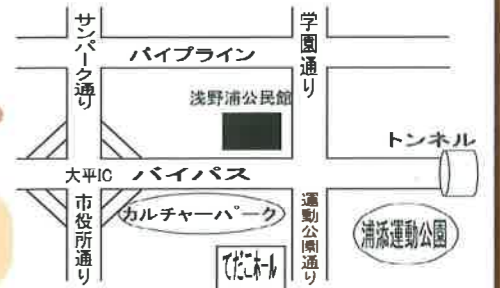 サンパーク通り
学園通り
パイプライン
浅野浦公民館
トンネル
大平IC
バイパス
市役所通り
カルチャーパーク
運動公園通り
浦添運動公園
てだこホール